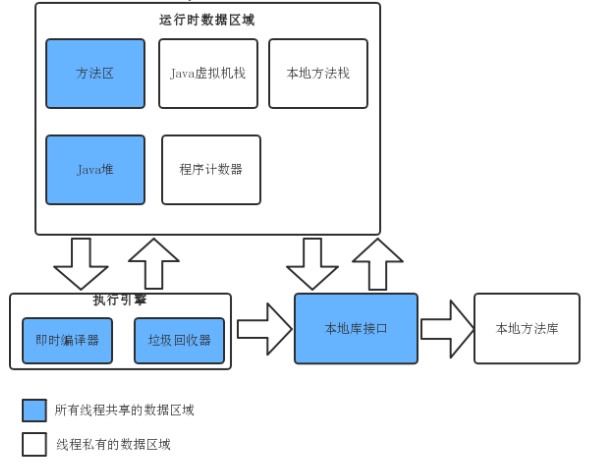 运行时数据区域
方法区
Java虚拟机栈
本地方法栈
Java堆
程序计数器
执行引擎
即时编译器
垃圾回收器
本地库接口
本地方法库
所有线程共享的数据区域
线程私有的数据区域